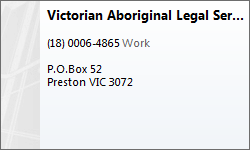 Victorian Aboriginal Legal Ser...
(18) 0006-4865 Work
P.O.Box 52
Preston VIC 3072